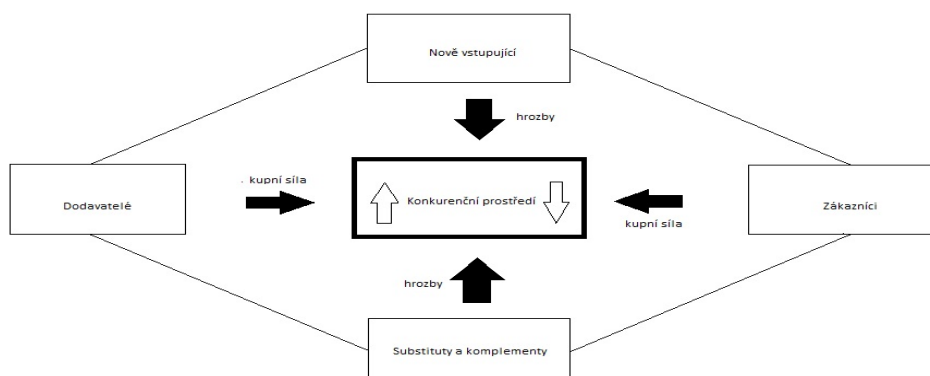 Nově vstupující
hrozby
. kupní síla
Dodavatelé
Konkurenční prostředí
Zákazníci
kupní síla
hrozby
Substituty a komplementy